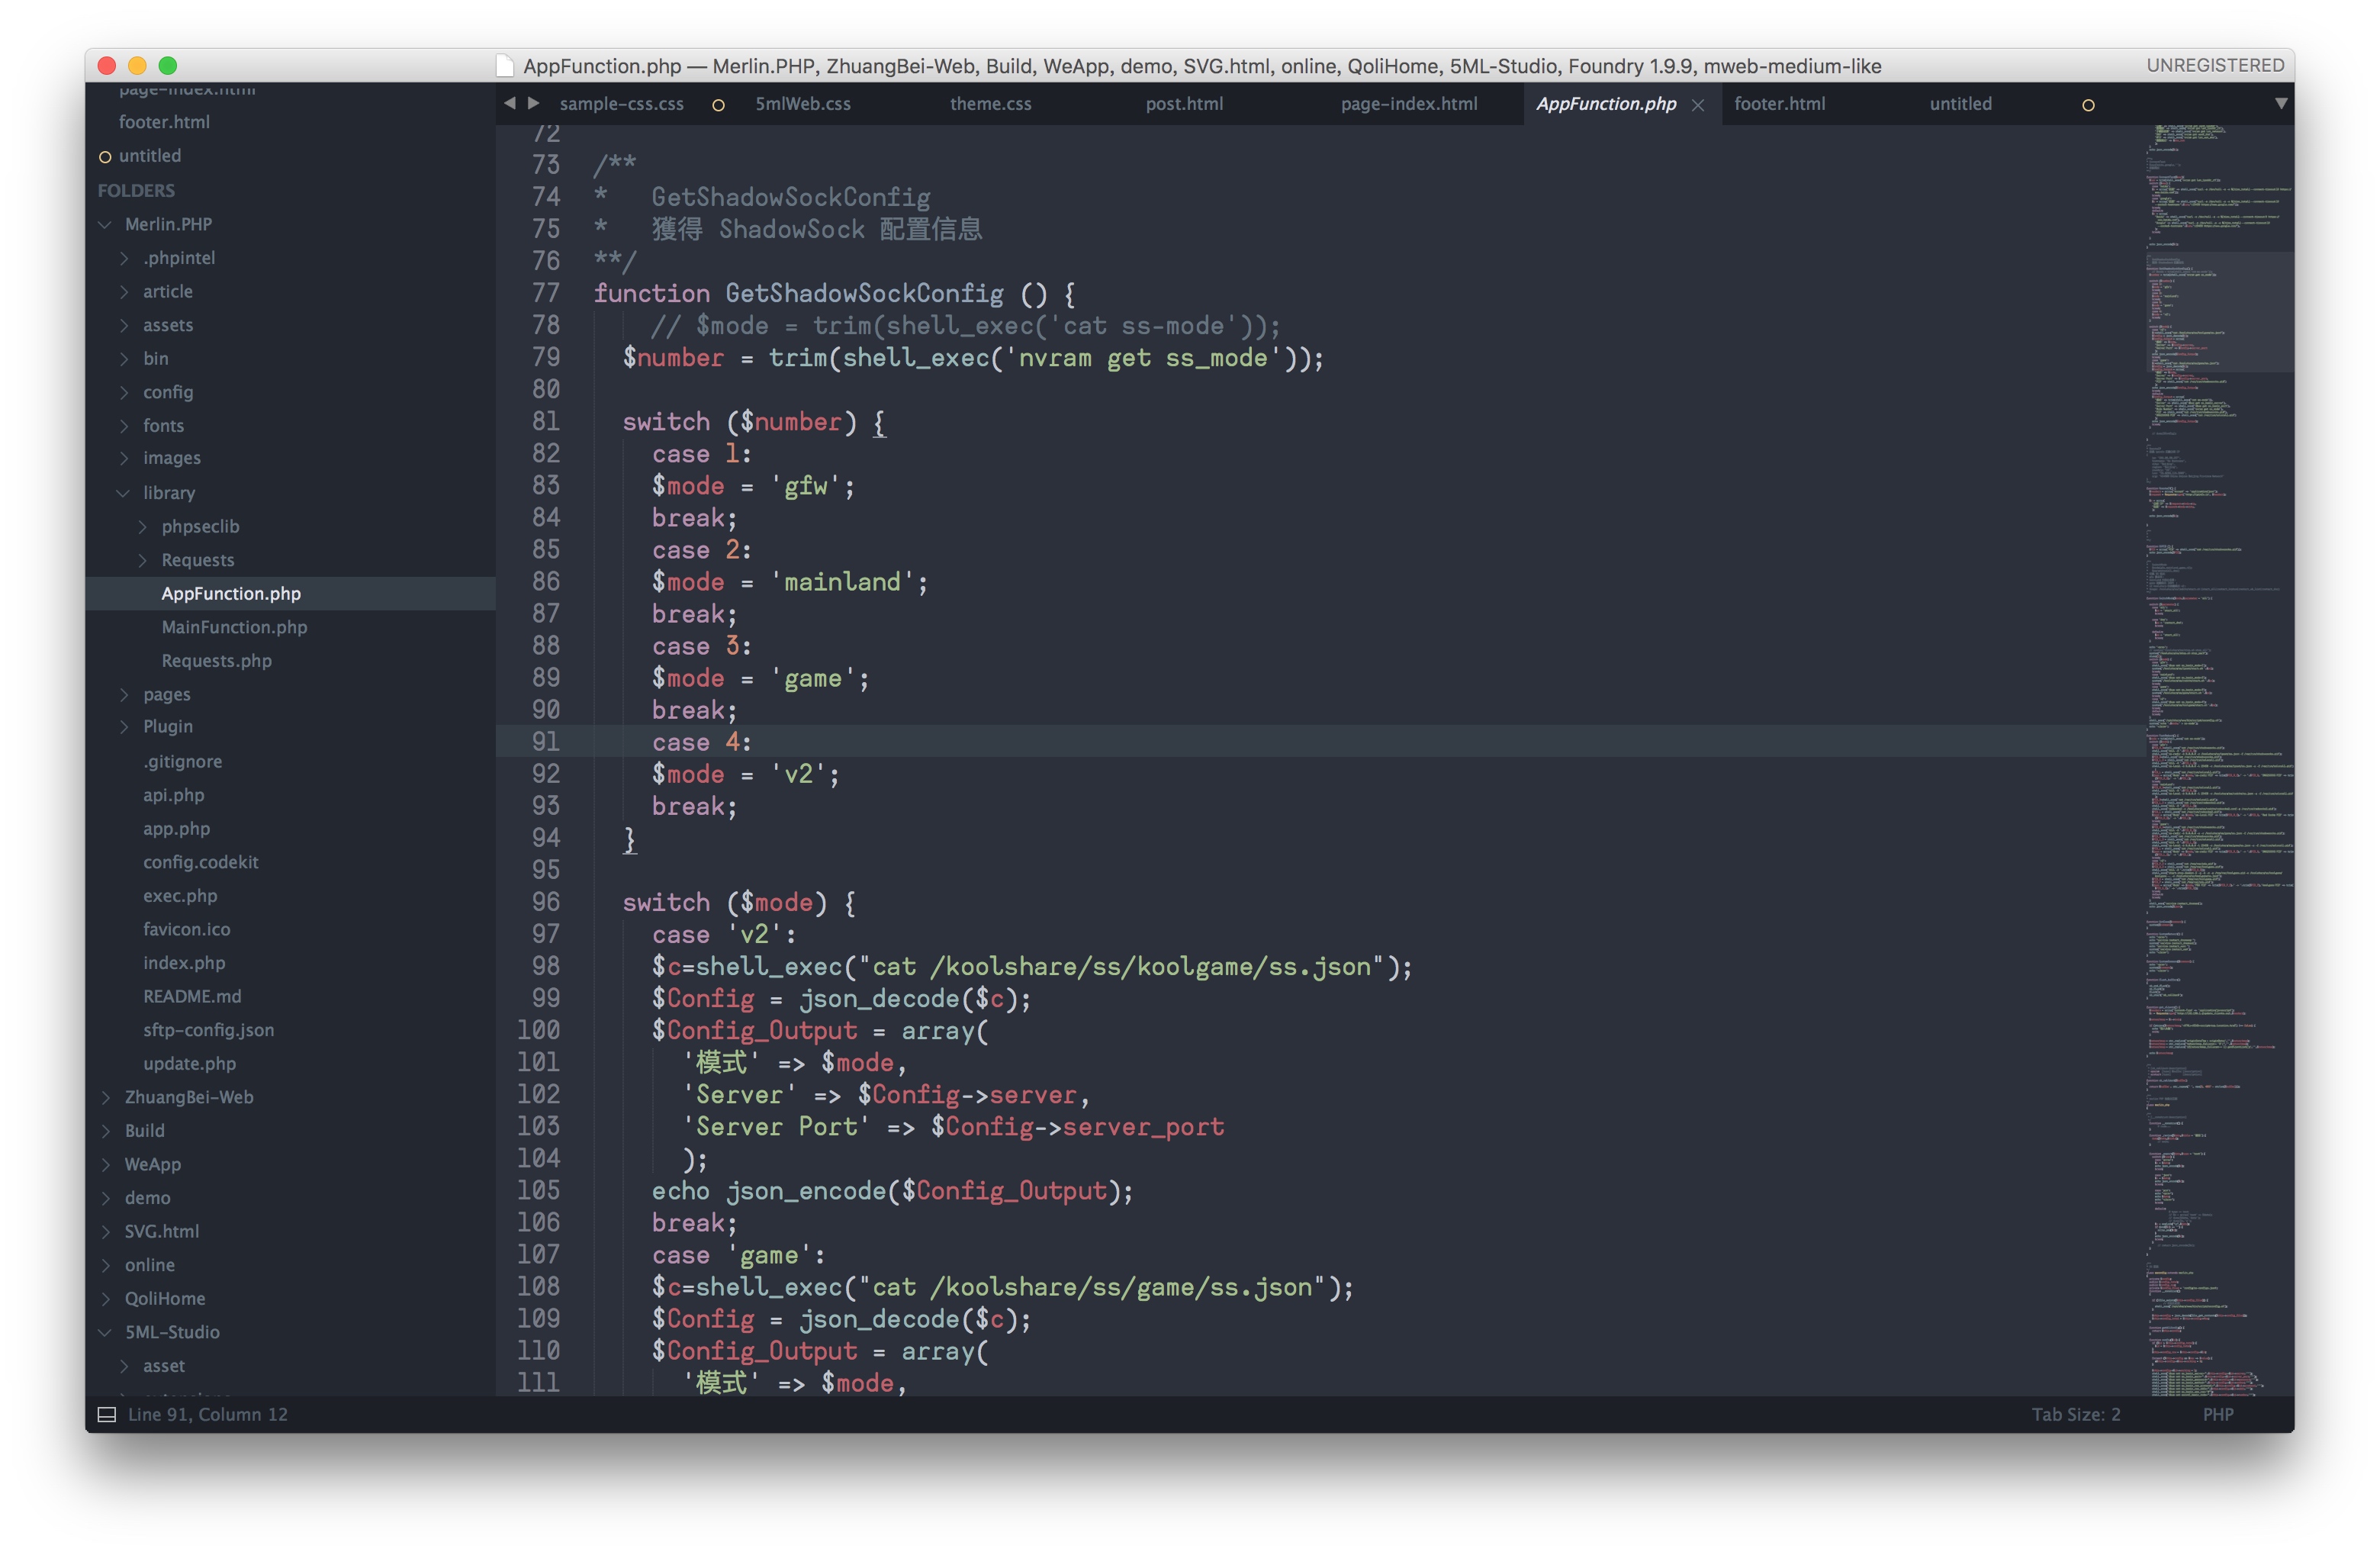 AppFunction.php — Merlin.PHP, ZhuangBei-Web, Build, WeApp, demo, SVG.html, online, QoliHome, 5ML-Studio, Foundry 1.9.9, mweb-medium-like
UNREGISTERED
page-index.html
footer.html
untitled
FOLDERS
Merlin.PHP
.phpintel
article
assets
bin
config
fonts
images
library
phpseclib
Requests
AppFunction.php
MainFunction.php
Requests.php
pages
Plugin
.gitignore
api.php
app.php
config.codekit
exec.php
favicon.ico
index.php
README.md
sftp-config.json
update.php
ZhuangBei-Web
Build
WeApp
demo
SVG.html
online
QoliHome
5ML-Studio
asset
sample-css.css 5mlWeb.css theme.css post.html page-index.html AppFunction.php footer.html untitled
72
73 /**
74 * GetShadowSockConfig
75 * 獲得 ShadowSock 配置信息
76 **/
77 function GetShadowSockConfig () {
78 // $mode = trim(shell_exec('cat ss-mode'));
79 $number = trim(shell_exec('nvram get ss_mode'));
80
81 switch ($number) {
82 case 1:
83 $mode = 'gfw';
84 break;
85 case 2:
86 $mode = 'mainland';
87 break;
88 case 3:
89 $mode = 'game';
90 break;
91 case 4:
92 $mode = 'v2';
93 break;
94 }
95
96 switch ($mode) {
97 case 'v2':
98 $c=shell_exec("cat /koolshare/ss/koolgame/ss.json");
99 $Config = json_decode($c);
100 $Config_Output = array(
101 '模式' => $mode,
102 'Server' => $Config->server,
103 'Server Port' => $Config->server_port
104 );
105 echo json_encode($Config_Output);
106 break;
107 case 'game':
108 $c=shell_exec("cat /koolshare/ss/game/ss.json");
109 $Config = json_decode($c);
110 $Config_Output = array(
111 '模式' => $mode,
Line 91, Column 12
Tab Size: 2
PHP